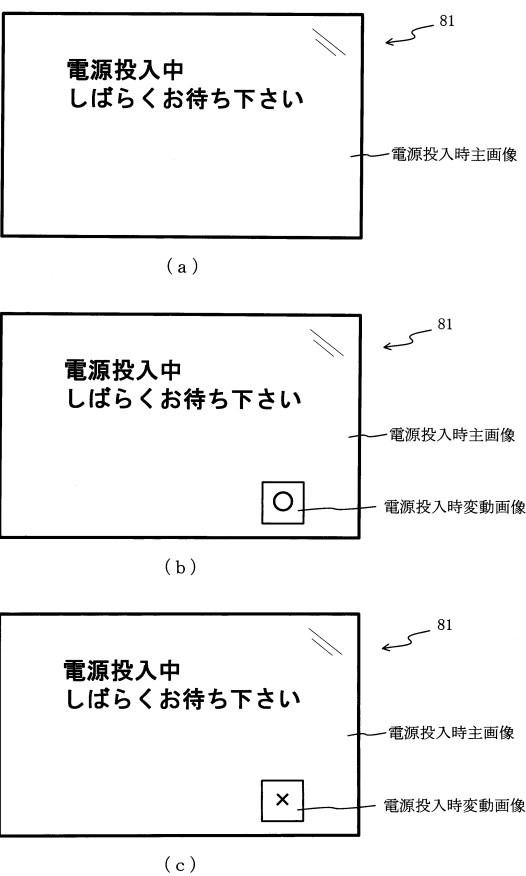 81
電源投入中
しばらくお待ち下さい
電源投入時主画像
(a)
81
電源投入中
しばらくお待ち下さい
電源投入時主画像
○
電源投入時変動画像
(b)
81
電源投入中
しばらくお待ち下さい
電源投入時主画像
×
電源投入時変動画像
(c)